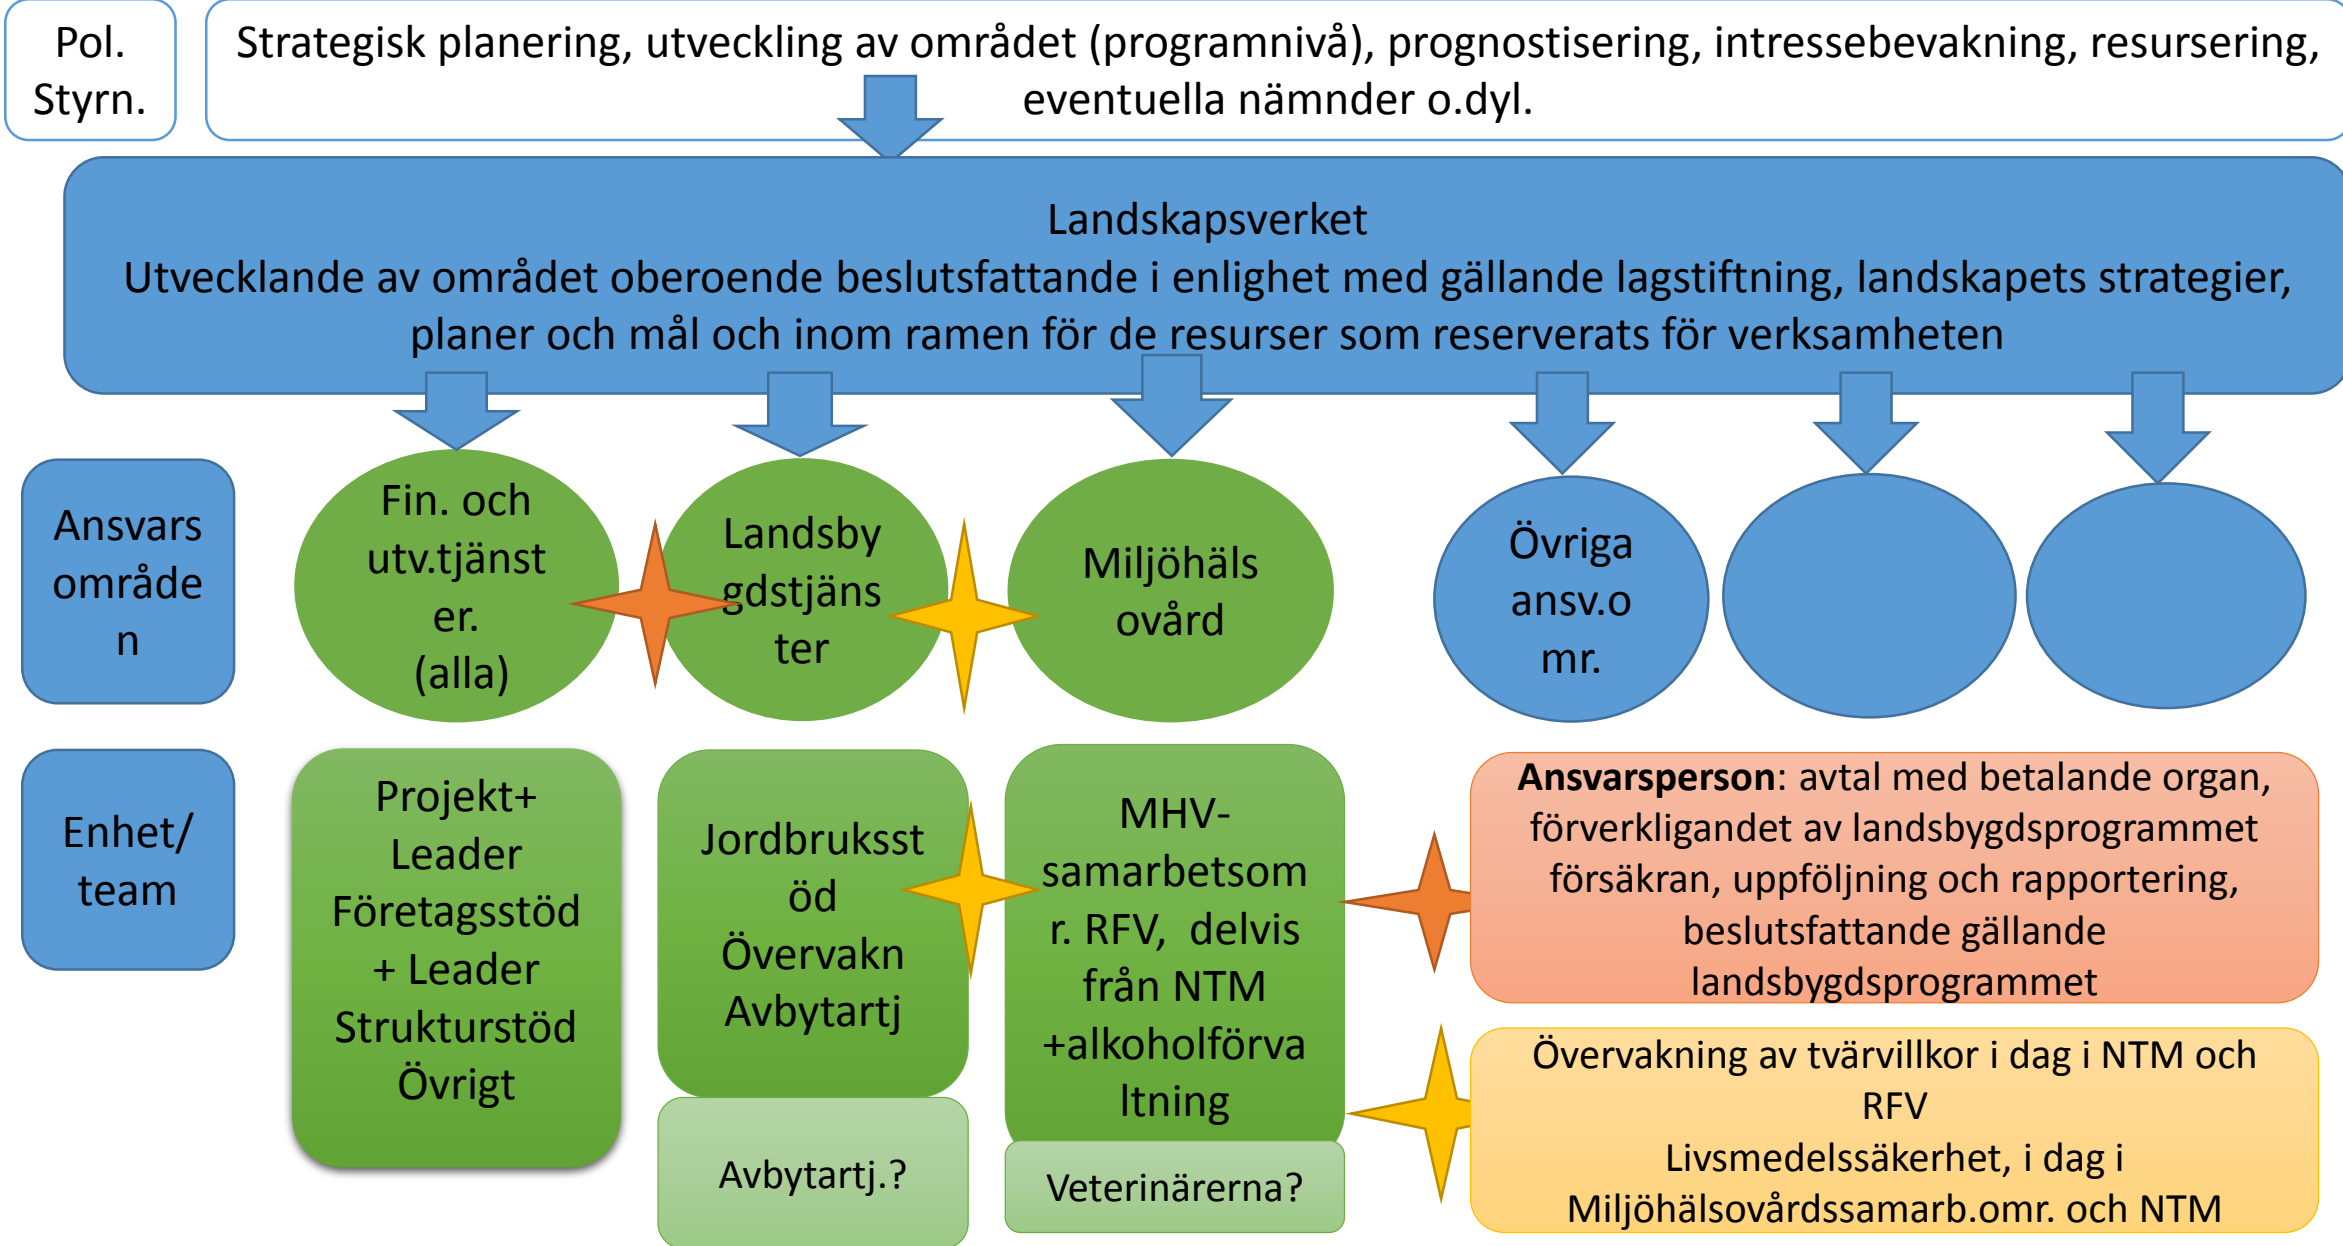 Pol.
Styrn.
Strategisk planering, utveckling av området (programnivå), prognostisering, intressebevakning, resursering,
eventuella nämnder o.dyl.
Landskapsverket
Utvecklande av området oberoende beslutsfattande i enlighet med gällande lagstiftning, landskapets strategier,
planer och mål och inom ramen för de resurser som reserverats för verksamheten
Ansvars
område
n
Fin. och
utv.tjänst
er.
(alla)
Landsby
gdstjäns
ter
Miljöhäls
ovård
Övriga
ansv.o
mr.
Enhet/
team
Projekt+
Leader
Företagsstöd
+ Leader
Strukturstöd
Övrigt
Jordbruksst
öd
Övervakn
Avbytartj
Avbytartj.?
MHV-
samarbetsom
r. RFV, delvis
från NTM
+alkoholförva
ltning
Veterinärerna?
Ansvarsperson: avtal med betalande organ,
förverkligandet av landsbygdsprogrammet
försäkran, uppföljning och rapportering,
beslutsfattande gällande
landsbygdsprogrammet
Övervakning av tvärvillkor i dag i NTM och
RFV
Livsmedelssäkerhet, i dag i
Miljöhälsovårdssamarb.omr. och NTM